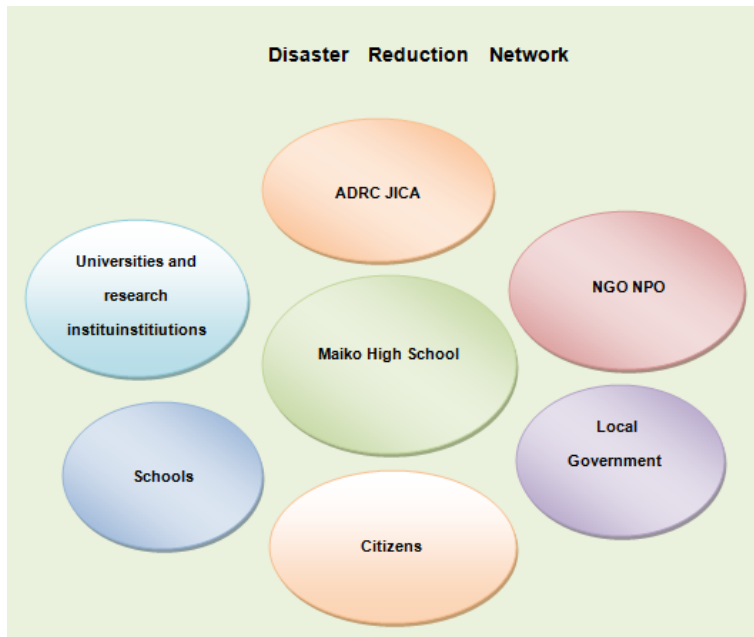 Disaster Reduction Network
ADRC JICA
Universities and
research
instituinstitiutions
NGO NPO
Maiko High School
Local
Government
Schools
Citizens